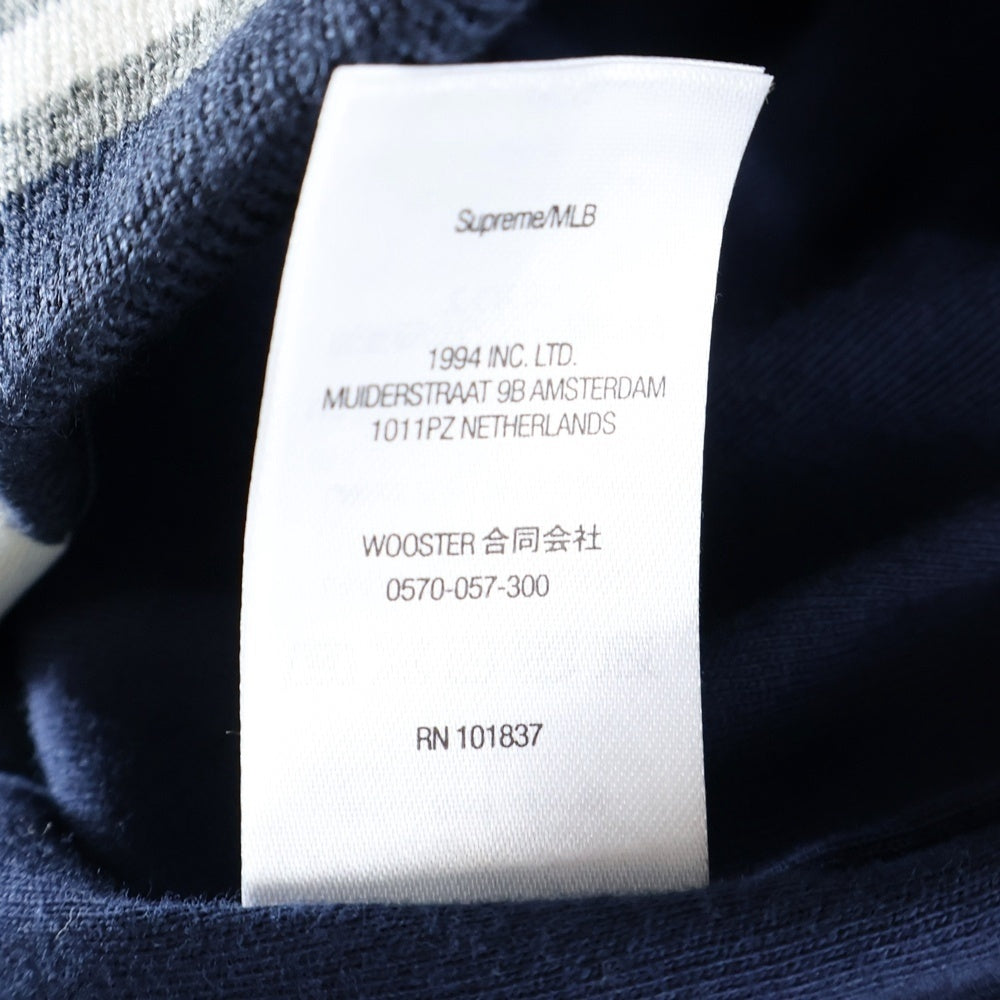 Supreme/MLB
1994 INC. LTD.
MUIDERSTRAAT 9B AMSTERDAM
1011PZ NETHERLANDS
WOOSTER 合同会社
0570-057-300
RN 101837